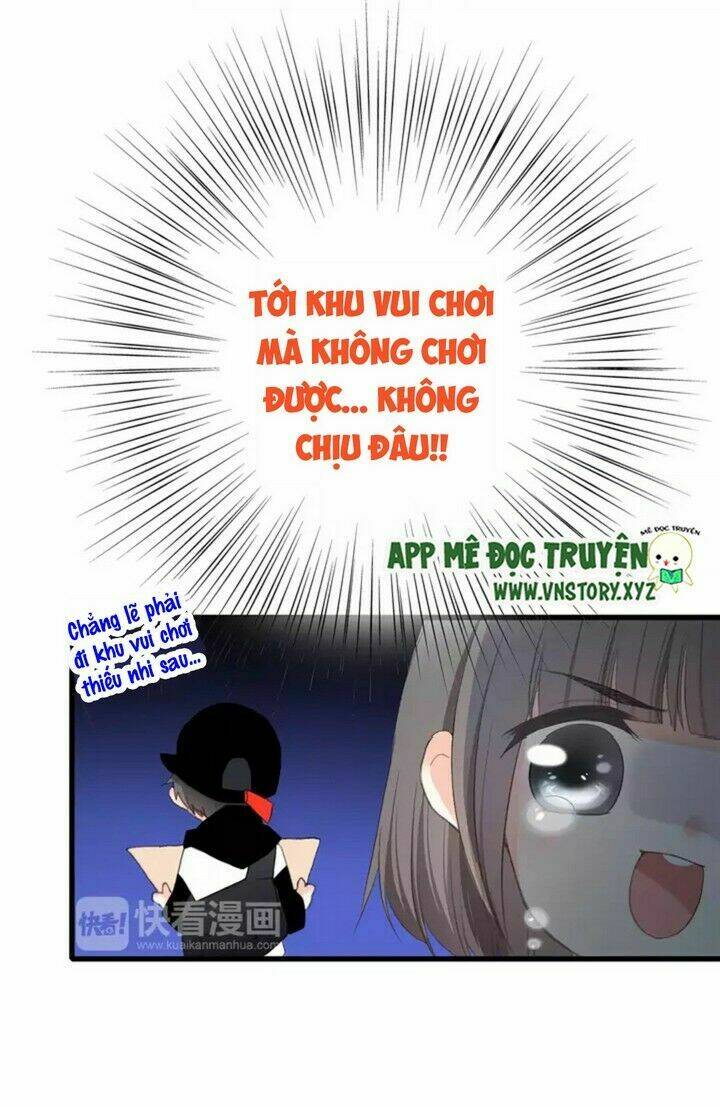 TỚI KHU VUI CHƠI
MÀ KHÔNG CHƠI
ĐƯỢC... KHÔNG
CHỊU ĐÂU!!
MÊ ĐỌC TRUYỆN
APP MÊ ĐỌC TRUYỆN
WWW.VNSTORY.XYZ
Chẳng lẽ phải
đi khu vui chơi
thiếu nhi sau...
快看! 快看漫画
www.kuaikanmanhua.com